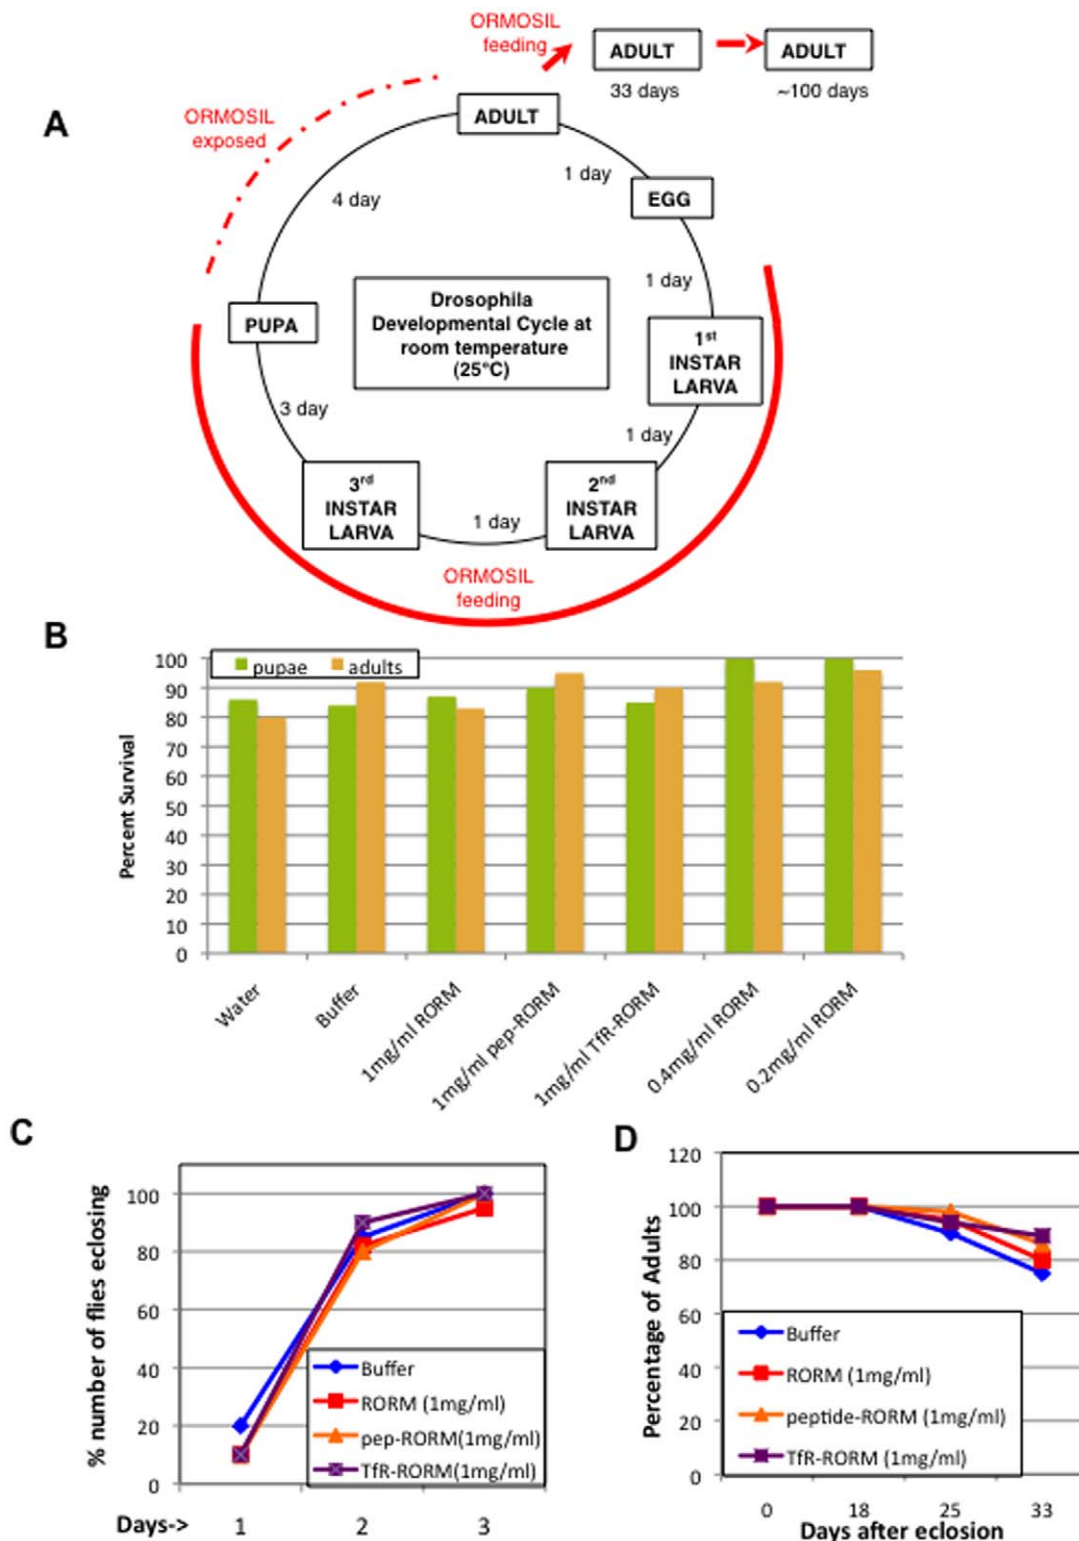 A
ORMOSIL
feeding
ADULT
33 days
ADULT
~100 days
ORMOSIL
exposed
ADULT
1 day
EGG
4 day
1 day
Drosophila
Developmental Cycle at
room temperature
(25°C)
PUPA
1st
INSTAR
LARVA
3 day
1 day
3rd
INSTAR
LARVA
2nd
INSTAR
LARVA
1 day
ORMOSIL
feeding
B
Percent Survival
pupae
adults
100
90
80
70
60
50
40
30
20
10
0
Water
Buffer
1mg/ml RORM
1mg/ml pep-RORM
1mg/ml TfR-RORM
0.4mg/ml RORM
0.2mg/ml RORM
C
% number of flies eclosing
100
80
60
40
20
0
Buffer
RORM (1mg/ml)
pep-RORM(1mg/ml)
TfR-RORM(1mg/ml)
Days->
1
2
3
D
Percentage of Adults
120
100
80
60
40
20
0
Buffer
RORM (1mg/ml)
peptide-RORM (1mg/ml)
TfR-RORM (1mg/ml)
0
18
25
33
Days after eclosion